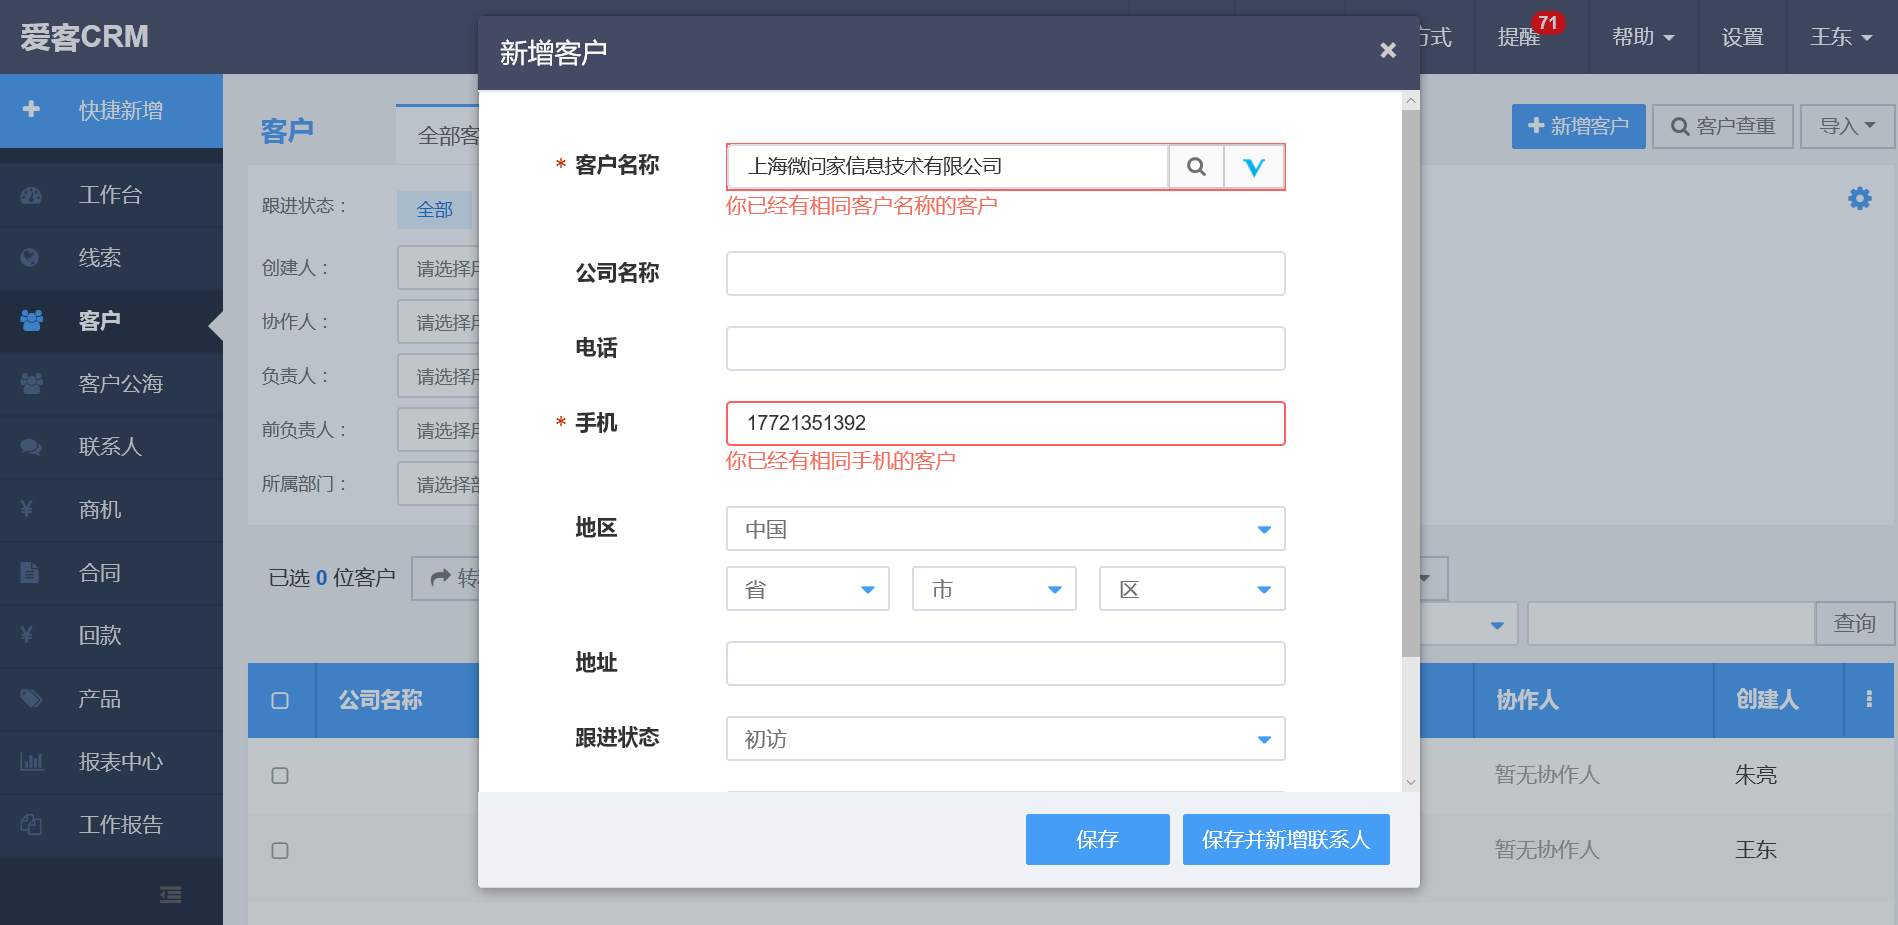 爱客CRM
方式
提醒
71
帮助
设置
王东
快捷新增
工作台
线索
客户
客户公海
联系人
商机
合同
回款
产品
报表中心
工作报告
客户
全部客
新增客户
客户查重
导入
跟进状态：
全部
创建人：
请选择用
协作人：
请选择用
负责人：
请选择用
前负责人：
请选择用
所属部门：
请选择部
已选 0 位客户
转
查询
公司名称
协作人
创建人
暂无协作人
朱亮
暂无协作人
王东
新增客户
* 客户名称
上海微问家信息技术有限公司
你已经有相同客户名称的客户
公司名称
电话
* 手机
17721351392
你已经有相同手机的客户
地区
中国
省
市
区
地址
跟进状态
初访
保存
保存并新增联系人